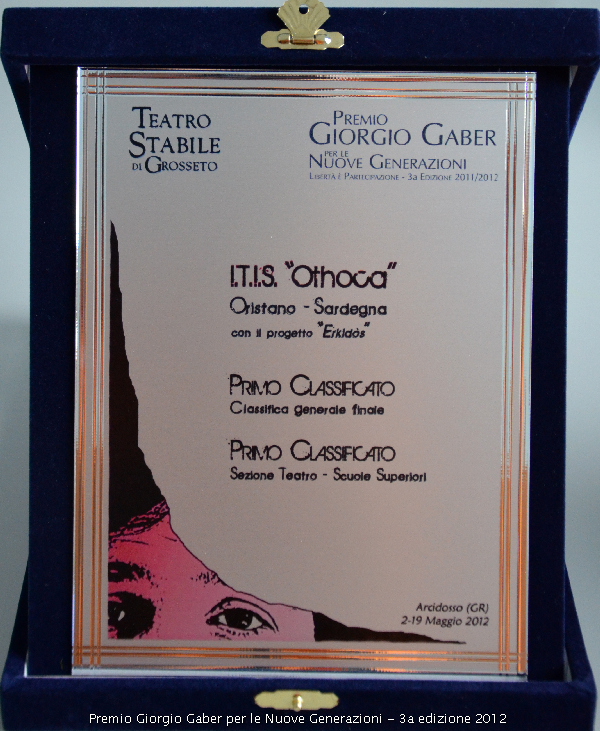 TEATRO
STABILE
DI GROSSETO
PREMIO
GIORGIO GABER
PER LE
NUOVE GENERAZIONI
LIBERTÀ È PARTECIPAZIONE - 3a EDIZIONE 2011/2012
I.T.I.S. "Othoca"
Oristano - Sardegna
con il progetto "Erkidòs"
PRIMO CLASSIFICATO
Classifica generale finale
PRIMO CLASSIFICATO
Sezione Teatro - Scuole Superiori
Arcidosso (GR)
2-19 Maggio 2012
Premio Giorgio Gaber per le Nuove Generazioni - 3a edizione 2012